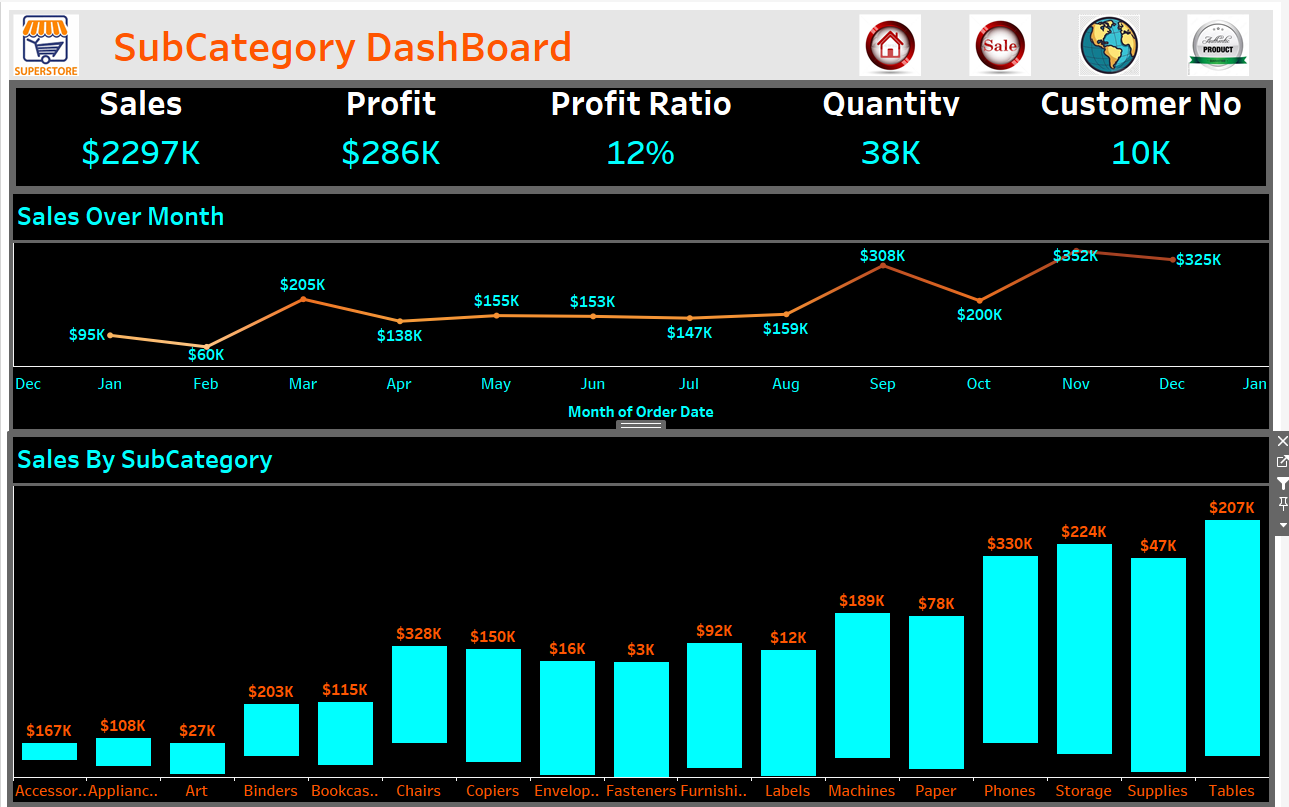 SUPERSTORE
SubCategory DashBoard
Sale
Authentic
PRODUCT
Sales Profit Profit Ratio Quantity Customer No
$2297K $286K 12% 38K 10K
Sales Over Month
$95K $60K $205K $138K $155K $153K $147K $159K $308K $200K $352K $325K
Dec Jan Feb Mar Apr May Jun Jul Aug Sep Oct Nov Dec Jan
Month of Order Date
Sales By SubCategory
$167K $108K $27K $203K $115K $328K $150K $16K $3K $92K $12K $189K $78K $330K $224K $47K $207K
Accessor.. Applianc.. Art Binders Bookcas.. Chairs Copiers Envelop.. Fasteners Furnishi.. Labels Machines Paper Phones Storage Supplies Tables